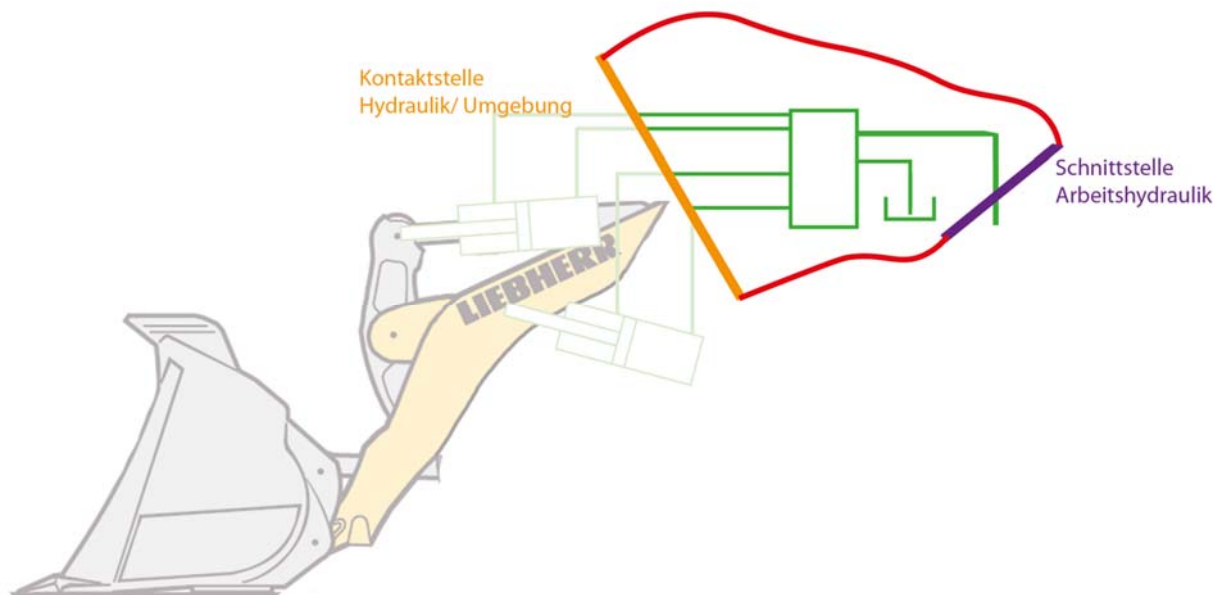 Kontaktstelle
Hydraulik/ Umgebung
Schnittstelle
Arbeitshydraulik
LIEBHERR